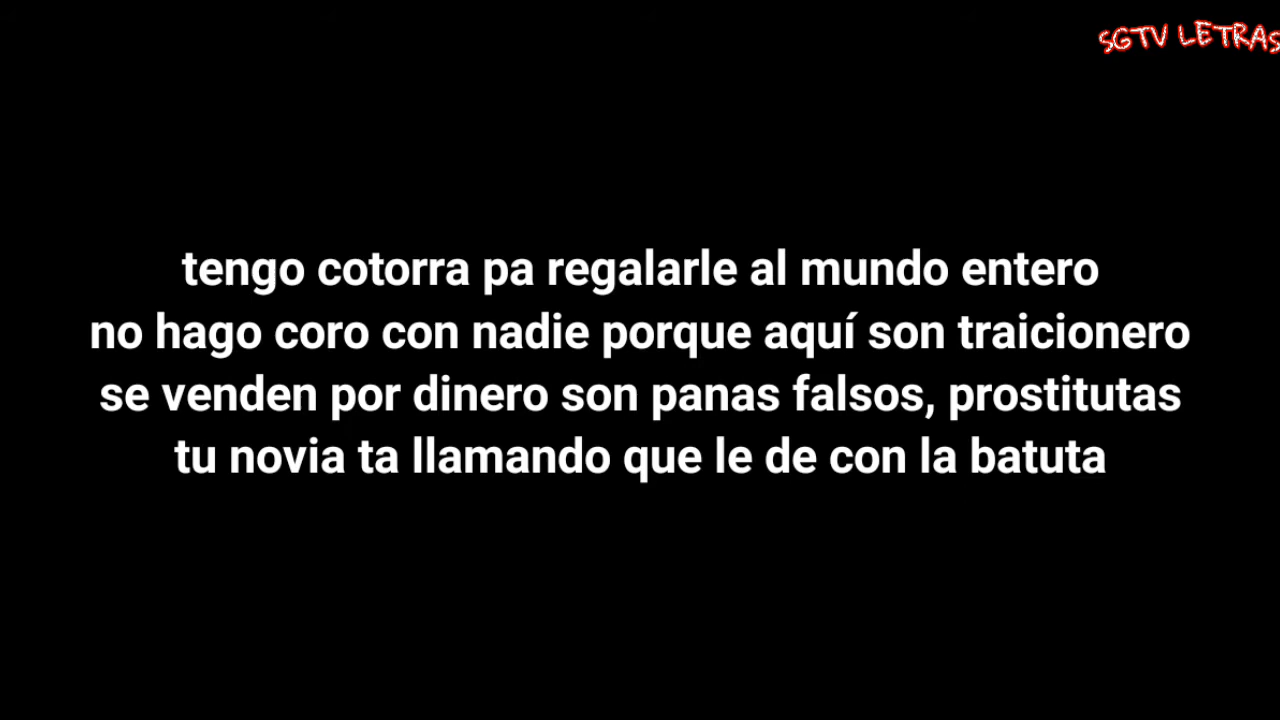 SGTV LETRAS
tengo cotorra pa regalarle al mundo entero
no hago coro con nadie porque aquí son traicionero
se venden por dinero son panas falsos, prostitutas
tu novia ta llamando que le de con la batuta